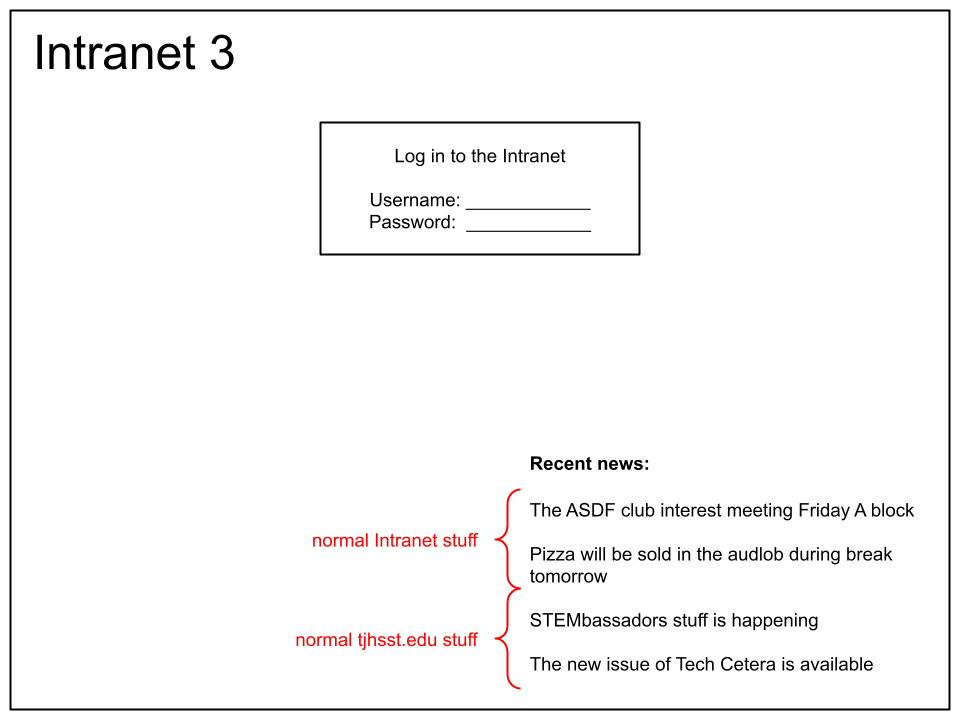 Intranet 3
Log in to the Intranet
Username: ____________
Password: ____________
Recent news:
The ASDF club interest meeting Friday A block
normal Intranet stuff
Pizza will be sold in the audlob during break
tomorrow
STEMbassadors stuff is happening
normal tjhsst.edu stuff
The new issue of Tech Cetera is available